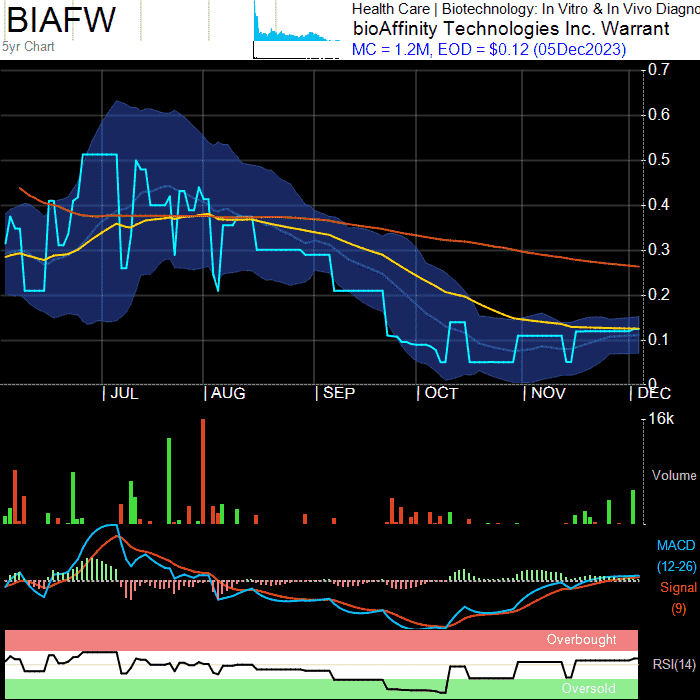 BIAFW
5yr Chart
Health Care | Biotechnology: In Vitro & In Vivo Diagno
bioAffinity Technologies Inc. Warrant
MC = 1.2M, EOD = $0.12 (05Dec2023)
0.7
0.6
0.5
0.4
0.3
0.2
0.1
0
| JUL
| AUG
| SEP
| OCT
| NOV
| DEC
16k
Volume
MACD
(12-26)
Signal
(9)
Overbought
RSI(14)
Oversold